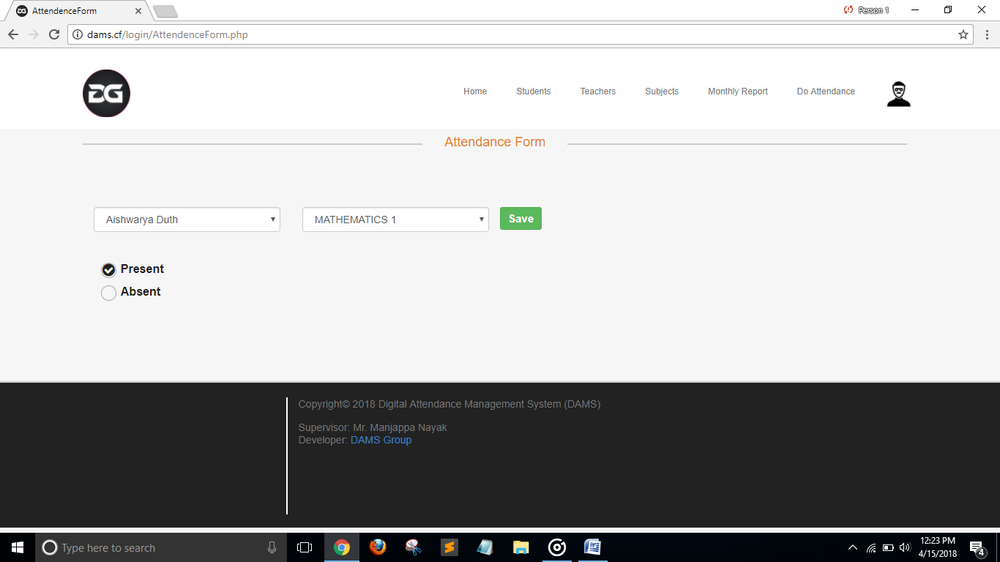 AttendenceForm
Person 1
dams.cf/login/AttendenceForm.php
DG
Home Students Teachers Subjects Monthly Report Do Attendance
Attendance Form
Aishwarya Duth MATHEMATICS 1 Save
Present
Absent
Copyright© 2018 Digital Attendance Management System (DAMS)
Supervisor: Mr. Manjappa Nayak
Developer: DAMS Group
Type here to search
12:23 PM
4/15/2018
4